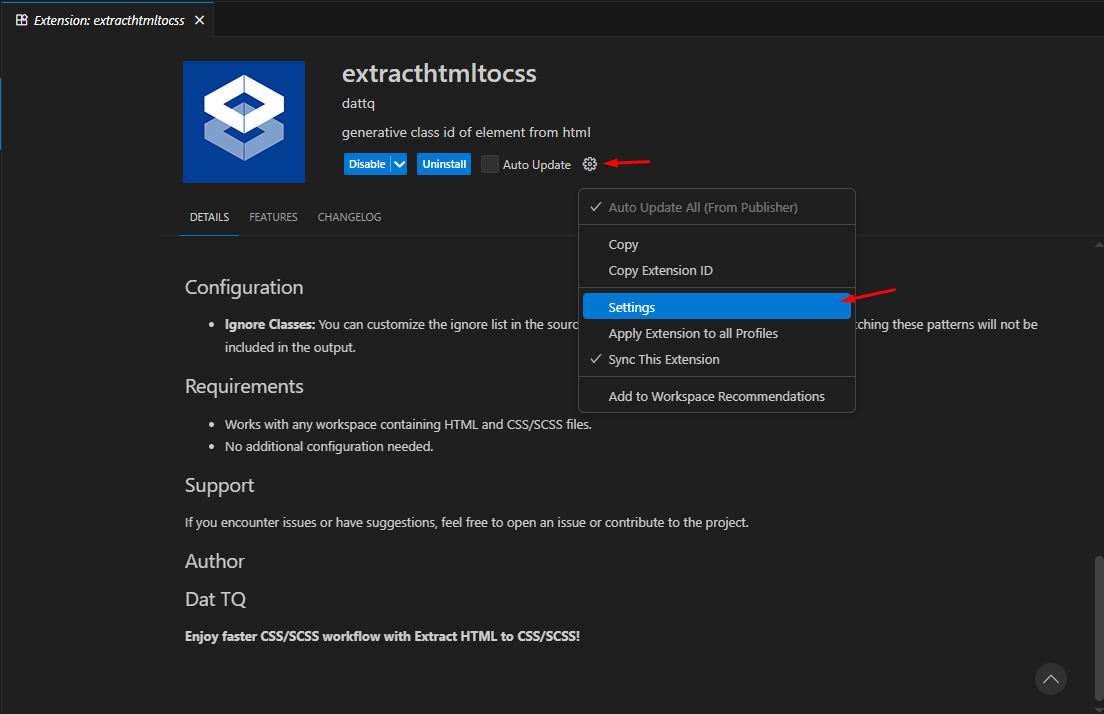 Extension: extracthtmltocss
extracthtmltocss
dattq
generative class id of element from html
Disable Uninstall Auto Update
DETAILS FEATURES CHANGELOG
Auto Update All (From Publisher)
Copy
Copy Extension ID
Settings
Apply Extension to all Profiles
Sync This Extension
Add to Workspace Recommendations
Configuration
Ignore Classes: You can customize the ignore list in the sourc tching these patterns will not be
included in the output.
Requirements
Works with any workspace containing HTML and CSS/SCSS files.
No additional configuration needed.
Support
If you encounter issues or have suggestions, feel free to open an issue or contribute to the project.
Author
Dat TQ
Enjoy faster CSS/SCSS workflow with Extract HTML to CSS/SCSS!